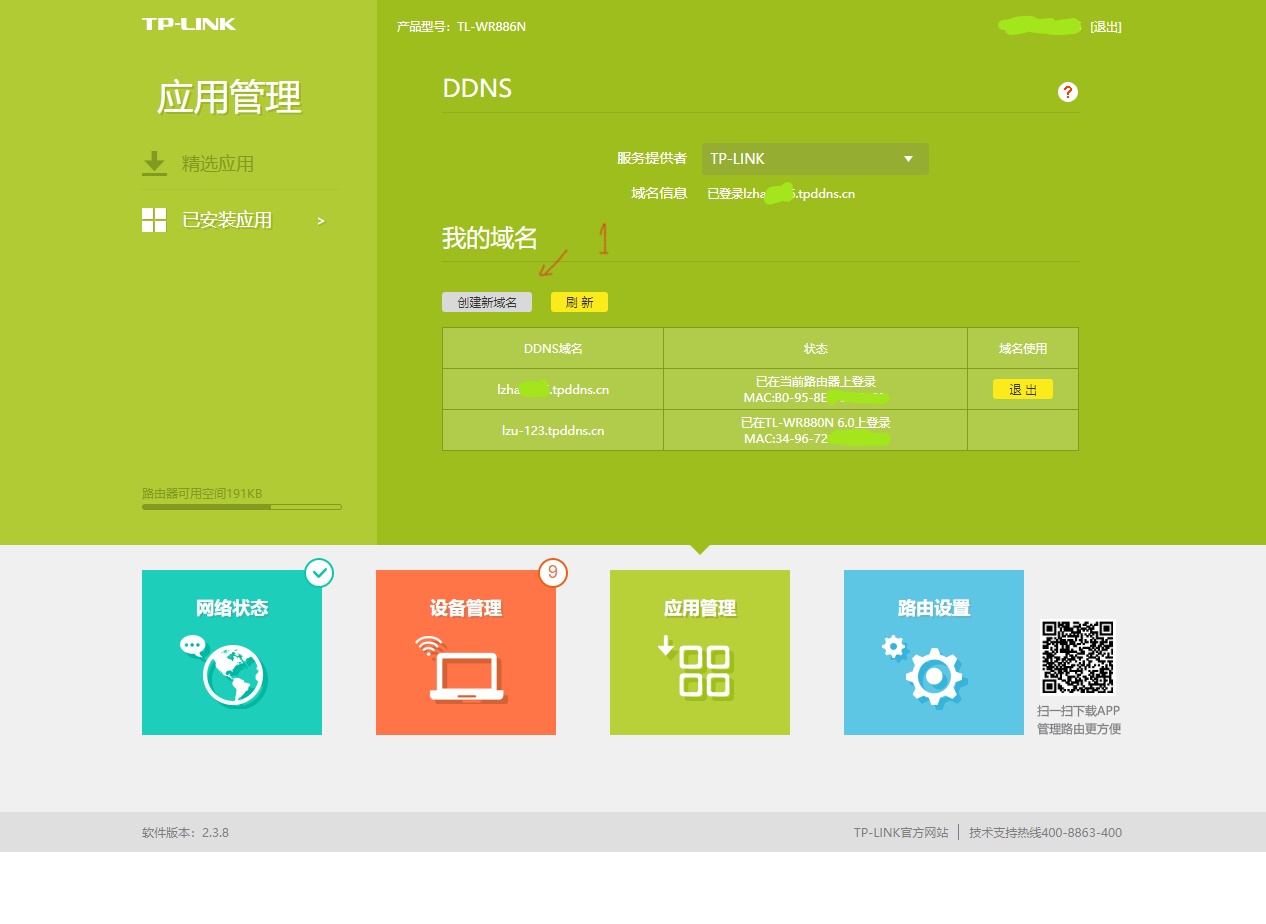 TP-LINK
产品型号：TL-WR886N
[退出]
应用管理
精选应用
已安装应用 >
路由器可用空间191KB
DDNS
?
服务提供者 TP-LINK
域名信息 已登录lzha .tpddns.cn
我的域名
1
创建新域名 刷 新
DDNS域名 状态 域名使用
lzha .tpddns.cn 已在当前路由器上登录 退 出
MAC:B0-95-8E
lzu-123.tpddns.cn 已在TL-WR880N 6.0上登录
MAC:34-96-72
网络状态
9
设备管理
应用管理
路由设置
扫一扫下载APP
管理路由更方便
软件版本：2.3.8
TP-LINK官方网站 | 技术支持热线400-8863-400